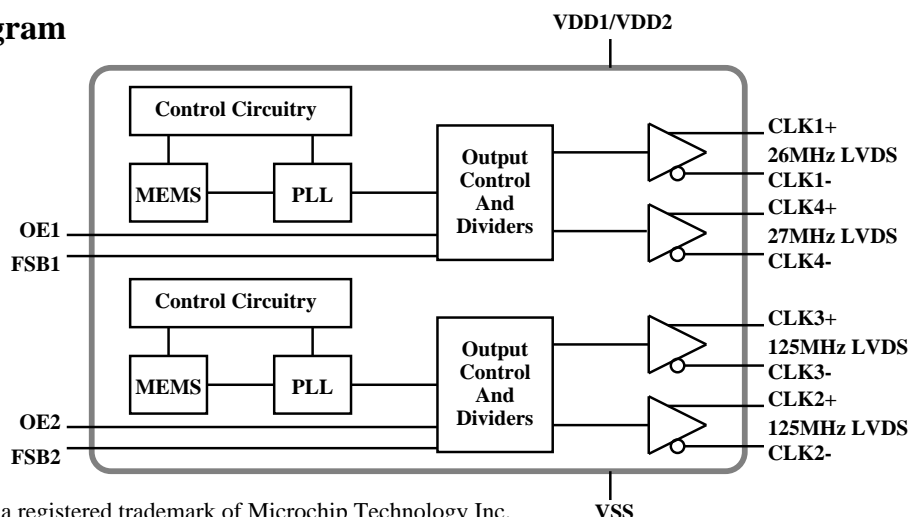 gram
VDD1/VDD2
Control Circuitry
MEMS
PLL
Output
Control
And
Dividers
CLK1+
26MHz LVDS
CLK1-
CLK4+
27MHz LVDS
CLK4-
OE1
FSB1
Control Circuitry
MEMS
PLL
Output
Control
And
Dividers
CLK3+
125MHz LVDS
CLK3-
CLK2+
125MHz LVDS
CLK2-
OE2
FSB2
a registered trademark of Microchip Technology Inc.
VSS